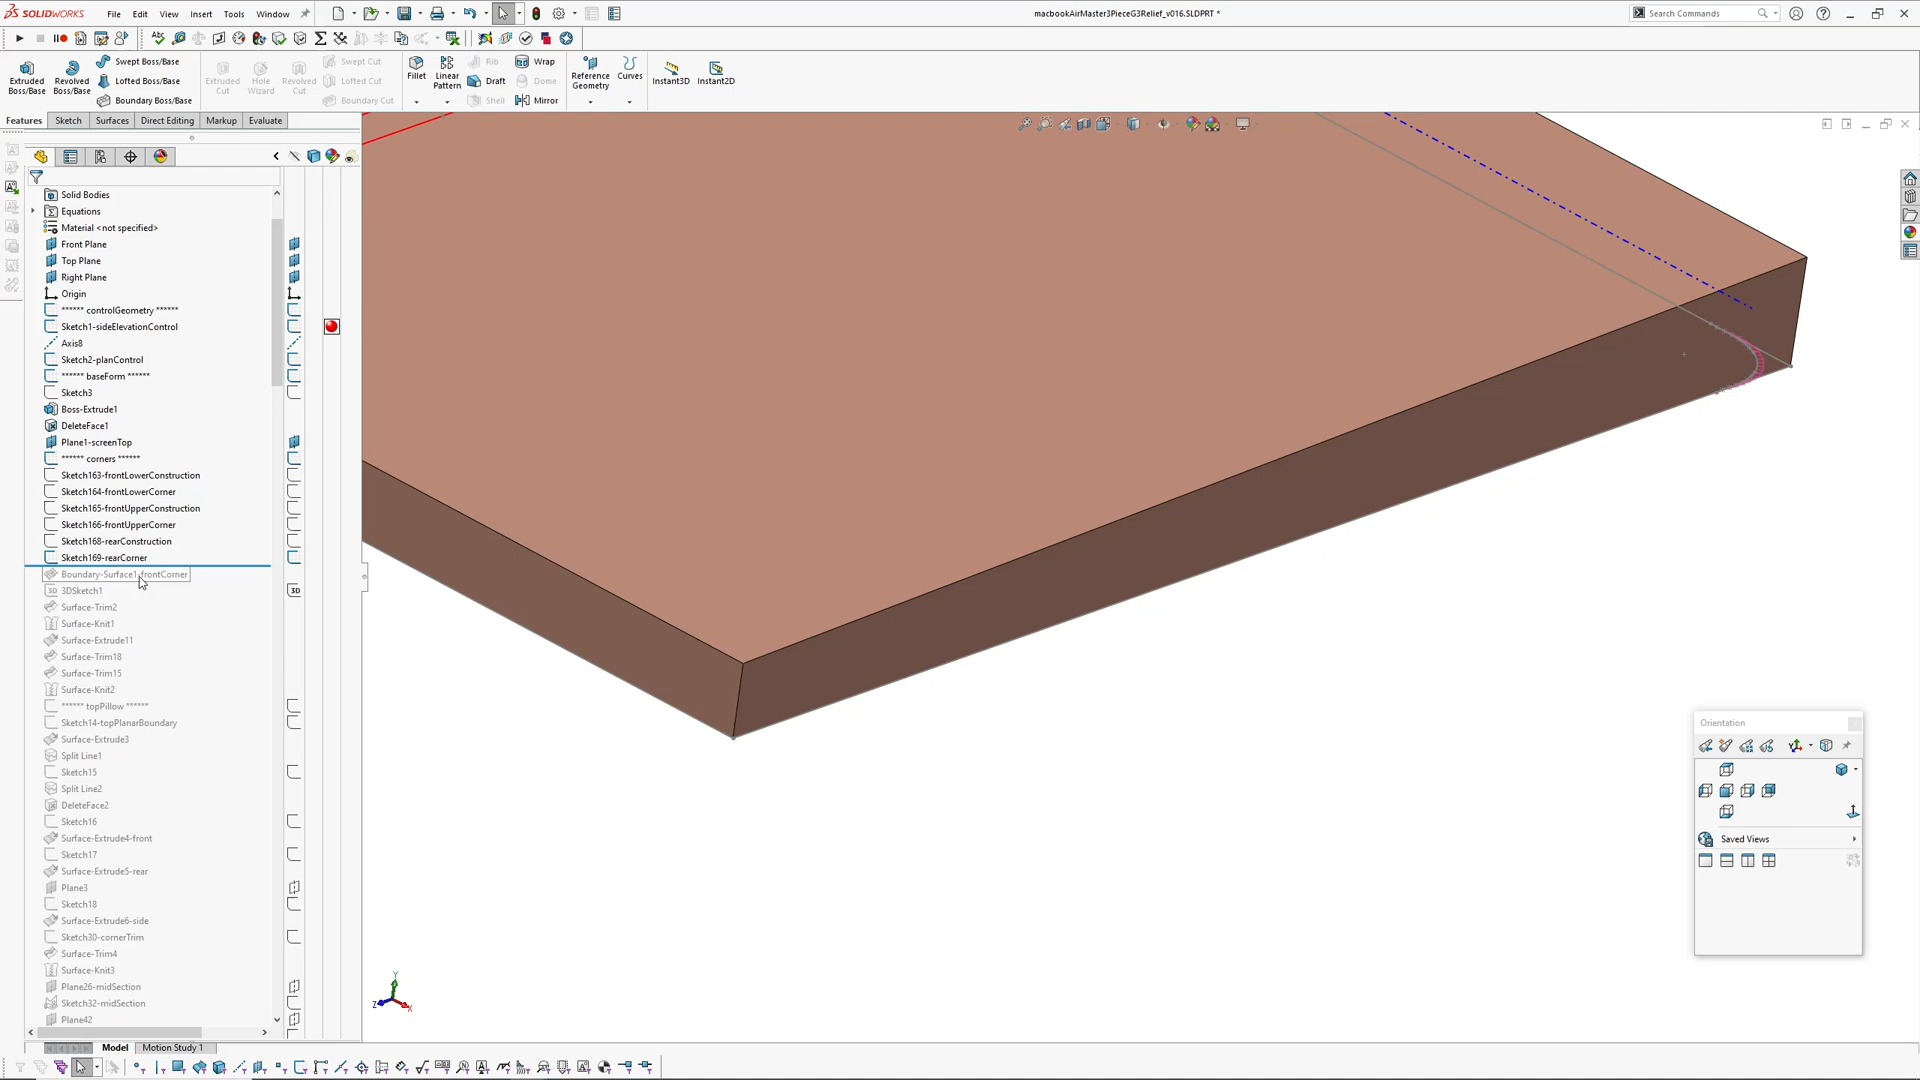 SOLIDWORKS File Edit View Insert Tools Window
macbookAirMaster3PieceG3Relief_v016.SLDPRT *
Search Commands
Extruded Boss/Base
Revolved Boss/Base
Swept Boss/Base
Lofted Boss/Base
Boundary Boss/Base
Extruded Cut
Hole Wizard
Revolved Cut
Swept Cut
Lofted Cut
Boundary Cut
Fillet
Linear Pattern
Rib
Draft
Shell
Wrap
Dome
Mirror
Reference Geometry
Curves
Instant3D
Instant2D
Features Sketch Surfaces Direct Editing Markup Evaluate
Solid Bodies
Equations
Material <not specified>
Front Plane
Top Plane
Right Plane
Origin
****** controlGeometry ******
Sketch1-sideElevationControl
Axis8
Sketch2-planControl
****** baseForm ******
Sketch3
Boss-Extrude1
DeleteFace1
Plane1-screenTop
****** corners ******
Sketch163-frontLowerConstruction
Sketch164-frontLowerCorner
Sketch165-frontUpperConstruction
Sketch166-frontUpperCorner
Sketch168-rearConstruction
Sketch169-rearCorner
Boundary-Surface1-frontCorner
3DSketch1
Surface-Trim2
Surface-Knit1
Surface-Extrude11
Surface-Trim18
Surface-Trim15
Surface-Knit2
****** topPillow ******
Sketch14-topPlanarBoundary
Surface-Extrude3
Split Line1
Sketch15
Split Line2
DeleteFace2
Sketch16
Surface-Extrude4-front
Sketch17
Surface-Extrude5-rear
Plane3
Sketch18
Surface-Extrude6-side
Sketch30-cornerTrim
Surface-Trim4
Surface-Knit3
Plane26-midSection
Sketch32-midSection
Plane42
Orientation
Saved Views
Y
Z
X
Model Motion Study 1